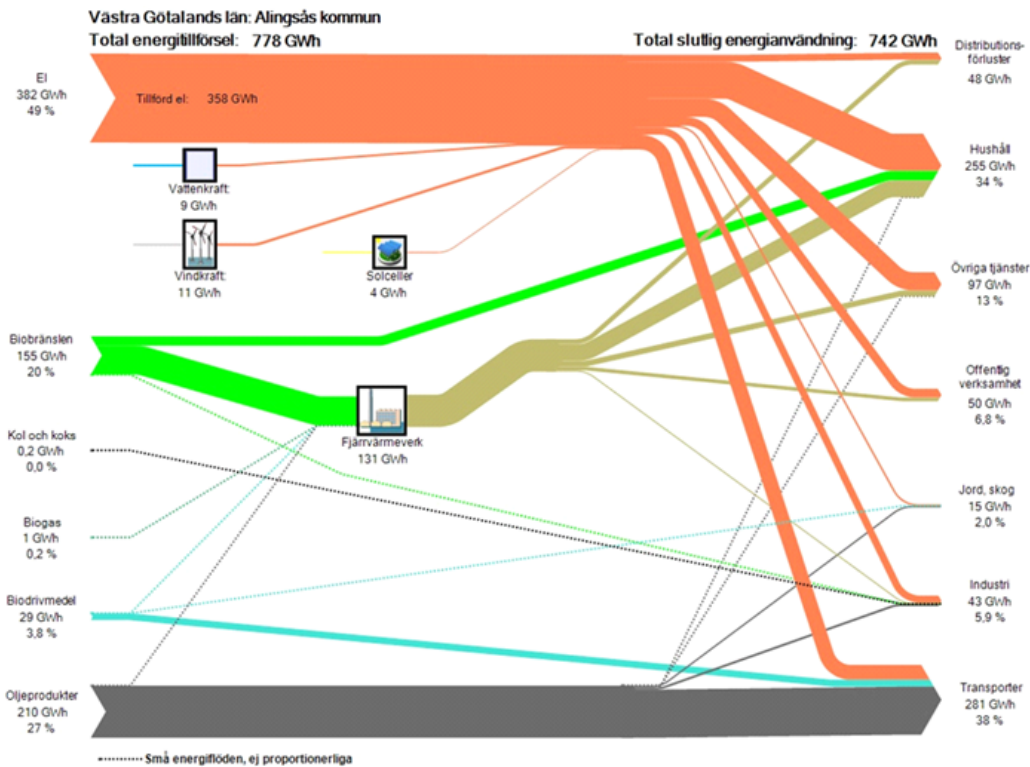 Västra Götalands län: Alingsås kommun
Total energitillförsel: 778 GWh
Total slutlig energianvändning: 742 GWh
El
382 GWh
49 %
Tillförd el: 358 GWh
Vattenkraft:
9 GWh
Vindkraft:
11 GWh
Solceller
4 GWh
Biobränslen
155 GWh
20 %
Fjärrvärmeverk
131 GWh
Kol och koks
0,2 GWh
0,0 %
Biogas
1 GWh
0,2 %
Biodrivmedel
29 GWh
3,8 %
Oljeprodukter
210 GWh
27 %
Distributions-
förluster
48 GWh
Hushåll
255 GWh
34 %
Övriga tjänster
97 GWh
13 %
Offentlig
verksamhet
50 GWh
6,8 %
Jord, skog
15 GWh
2,0 %
Industri
43 GWh
5,9 %
Transporter
281 GWh
38 %
Små energiflöden, ej proportionerliga